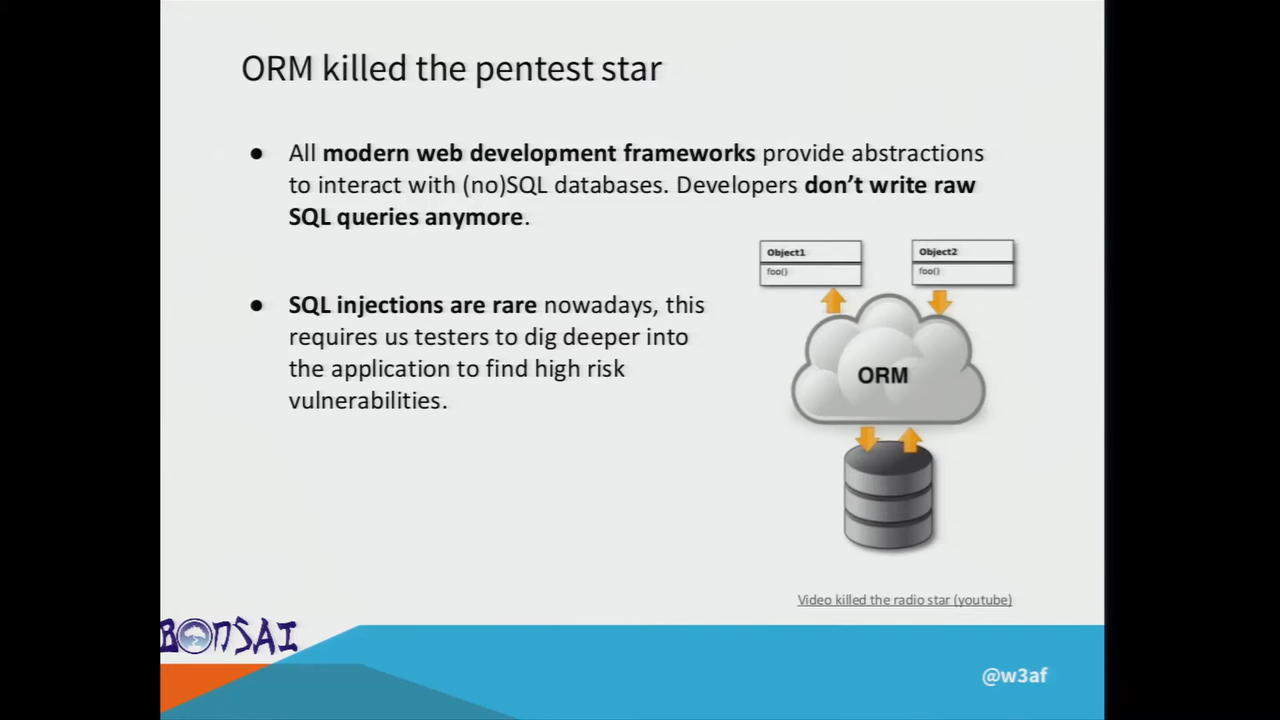 ORM killed the pentest star
● All modern web development frameworks provide abstractions
to interact with (no)SQL databases. Developers don’t write raw
SQL queries anymore.
● SQL injections are rare nowadays, this
requires us testers to dig deeper into
the application to find high risk
vulnerabilities.
Object1
foo()
Object2
foo()
ORM
Video killed the radio star (youtube)
BONSAI
@w3af